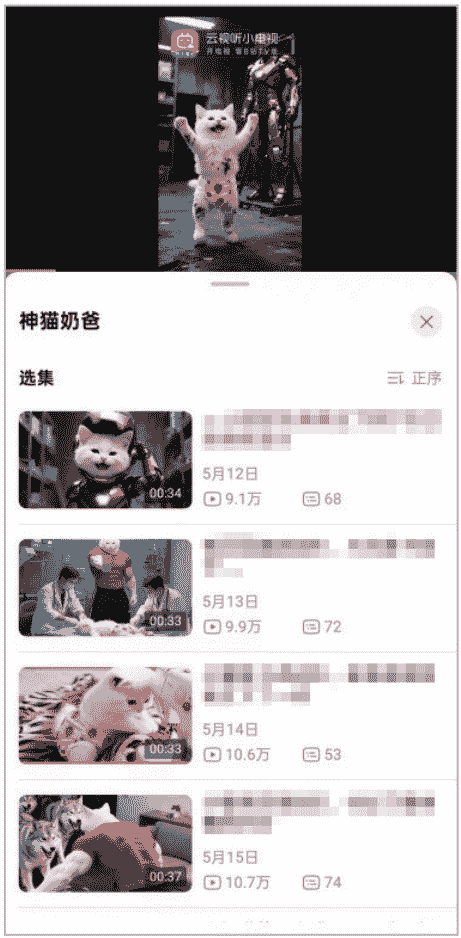 云视听小电视
神猫奶爸
选集
正序
00:34
5月12日
9.1万 68
00:33
5月13日
9.9万 72
00:33
5月14日
10.6万 53
00:37
5月15日
10.7万 74